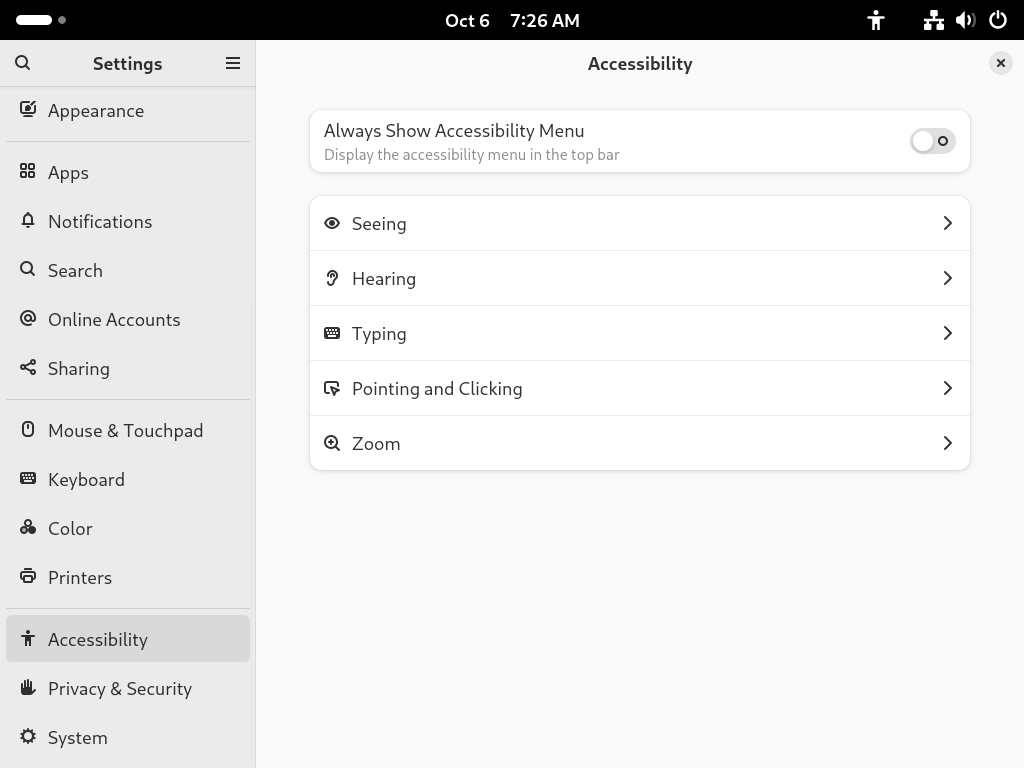 Oct 6 7:26 AM
Settings
Appearance
Apps
Notifications
Search
Online Accounts
Sharing
Mouse & Touchpad
Keyboard
Color
Printers
Accessibility
Privacy & Security
System
Accessibility
Always Show Accessibility Menu
Display the accessibility menu in the top bar
Seeing
Hearing
Typing
Pointing and Clicking
Zoom